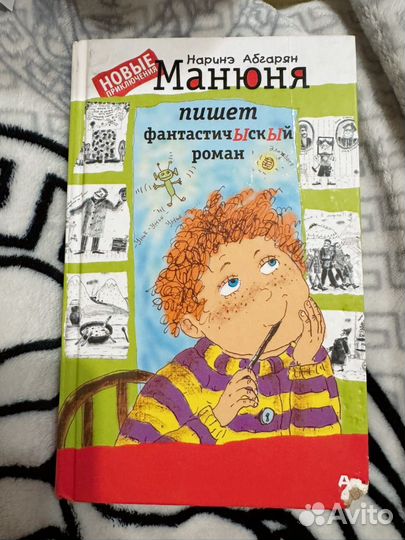 НОВЫЕ
ПРИКЛЮЧЕНИЯ
Наринэ Абгарян
Манюня
пишет
фантастичЫскЫй
роман
Avito